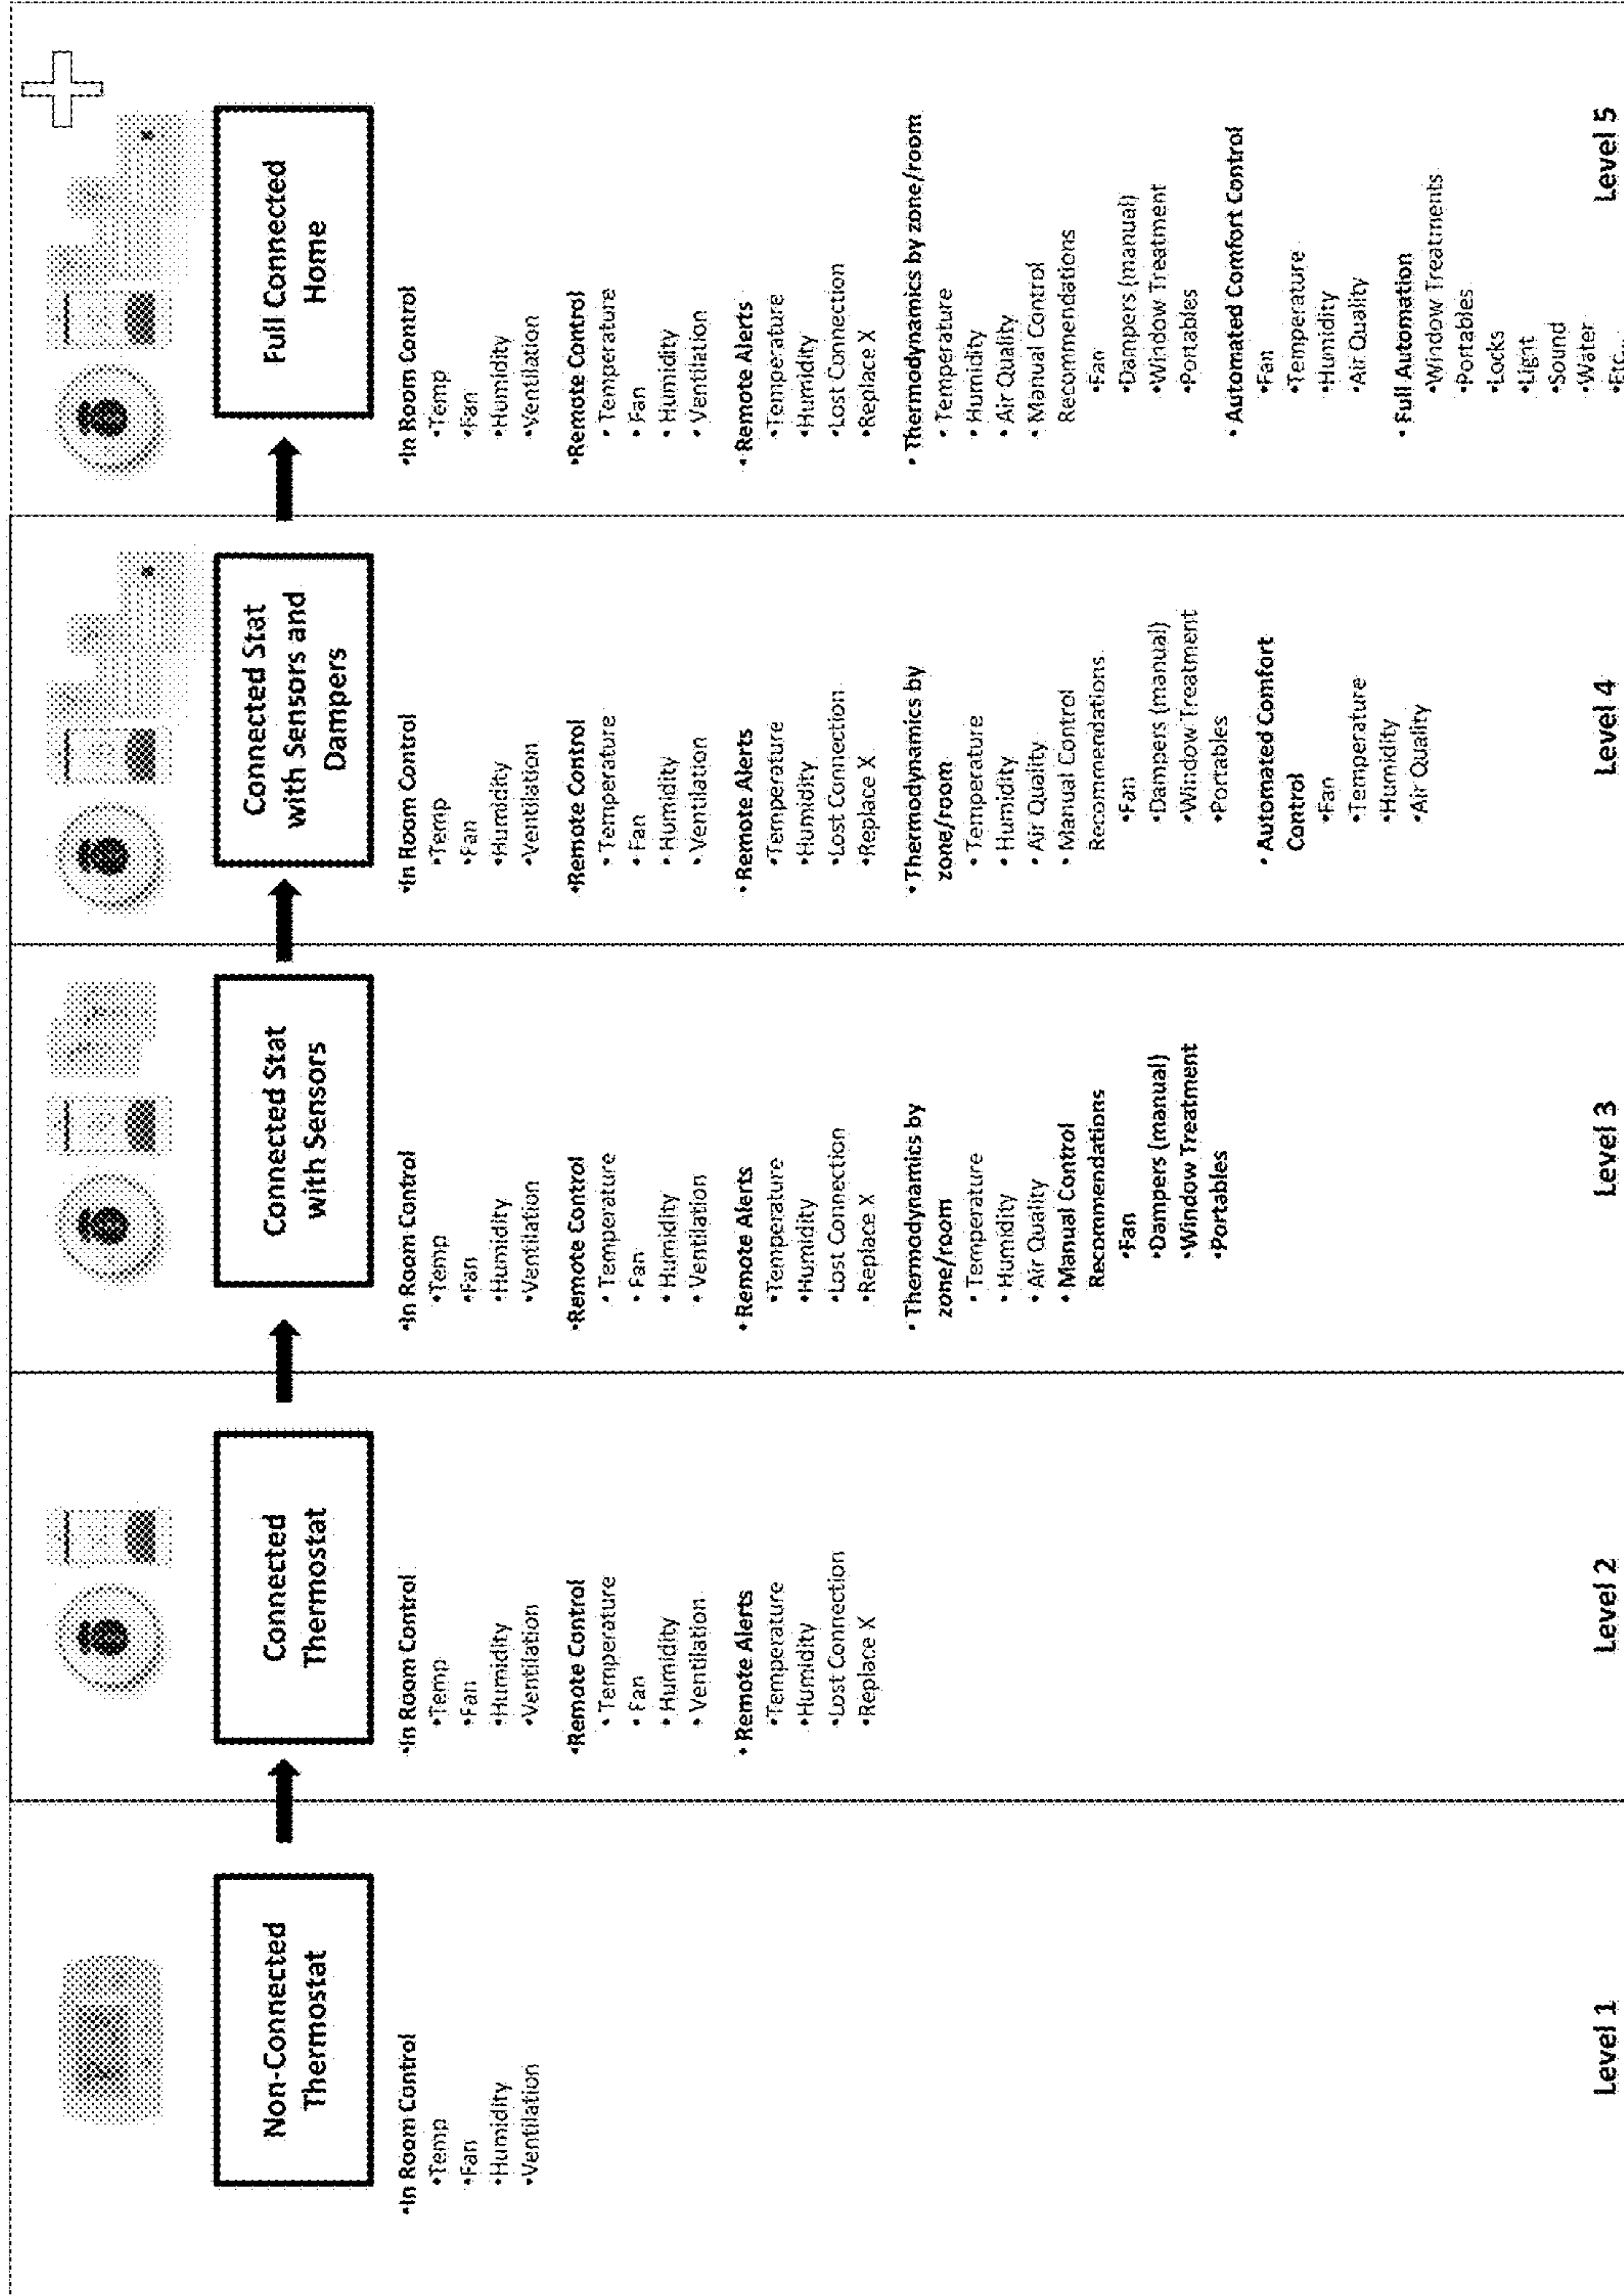 Non-Connected
Thermostat
•In Room Control
•Temp
•Fan
•Humidity
•Ventilation
Level 1
Connected
Thermostat
•In Room Control
•Temp
•Fan
•Humidity
•Ventilation
•Remote Control
• Temperature
• Fan
• Humidity
• Ventilation
• Remote Alerts
•Temperature
•Humidity
•Lost Connection
•Replace X
Level 2
Connected Stat
with Sensors
•In Room Control
•Temp
•Fan
•Humidity
•Ventilation
•Remote Control
• Temperature
• Fan
• Humidity
• Ventilation
• Remote Alerts
•Temperature
•Humidity
•Lost Connection
•Replace X
• Thermodynamics by
zone/room
• Temperature
• Humidity
• Air Quality
• Manual Control
Recommendations
•Fan
•Dampers (manual)
•Window Treatment
•Portables
Level 3
Connected Stat
with Sensors and
Dampers
•In Room Control
•Temp
•Fan
•Humidity
•Ventilation
•Remote Control
• Temperature
• Fan
• Humidity
• Ventilation
• Remote Alerts
•Temperature
•Humidity
•Lost Connection
•Replace X
• Thermodynamics by
zone/room
• Temperature
• Humidity
• Air Quality
• Manual Control
Recommendations
•Fan
•Dampers (manual)
•Window Treatment
•Portables
• Automated Comfort
Control
•Fan
•Temperature
•Humidity
•Air Quality
Level 4
Full Connected
Home
•In Room Control
•Temp
•Fan
•Humidity
•Ventilation
•Remote Control
• Temperature
• Fan
• Humidity
• Ventilation
• Remote Alerts
•Temperature
•Humidity
•Lost Connection
•Replace X
• Thermodynamics by zone/room
• Temperature
• Humidity
• Air Quality
• Manual Control
Recommendations
•Fan
•Dampers (manual)
•Window Treatment
•Portables
• Automated Comfort Control
•Fan
•Temperature
•Humidity
•Air Quality
• Full Automation
•Window Treatments
•Portables
•Locks
•Light
•Sound
•Water
•Etc...
Level 5